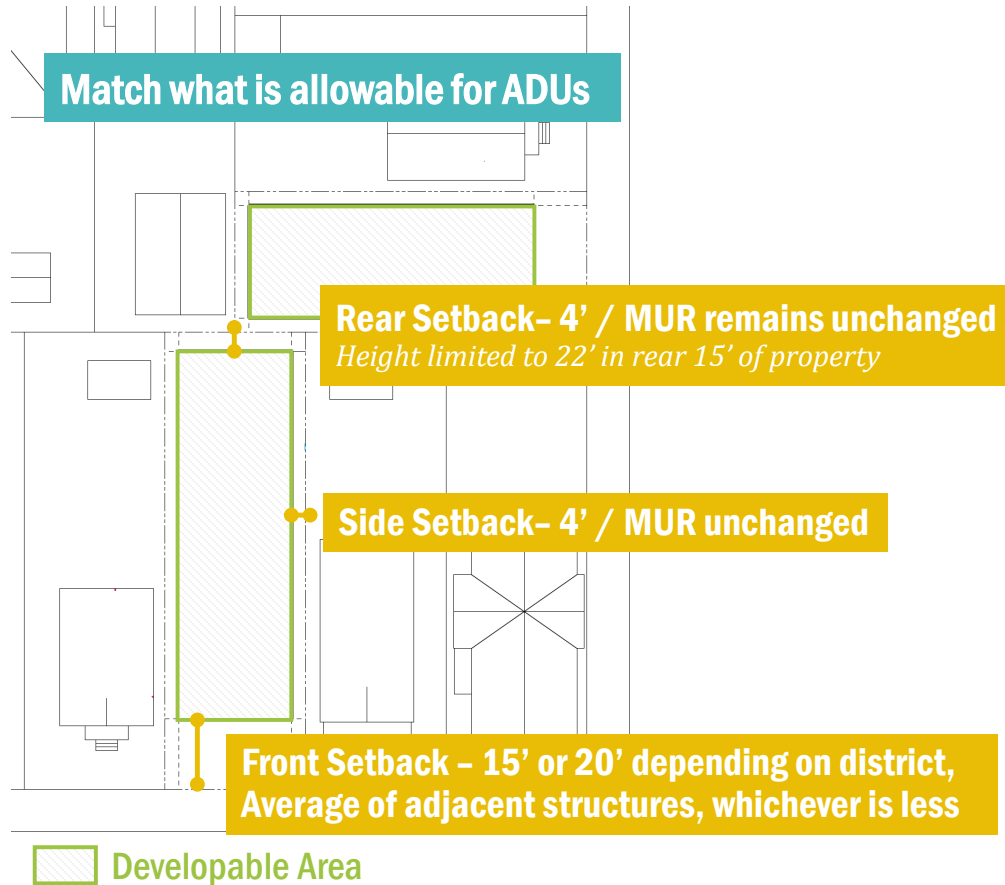 Match what is allowable for ADUs
Rear Setback– 4’ / MUR remains unchanged
Height limited to 22’ in rear 15’ of property
Side Setback– 4’ / MUR unchanged
Front Setback – 15’ or 20’ depending on district,
Average of adjacent structures, whichever is less
Developable Area